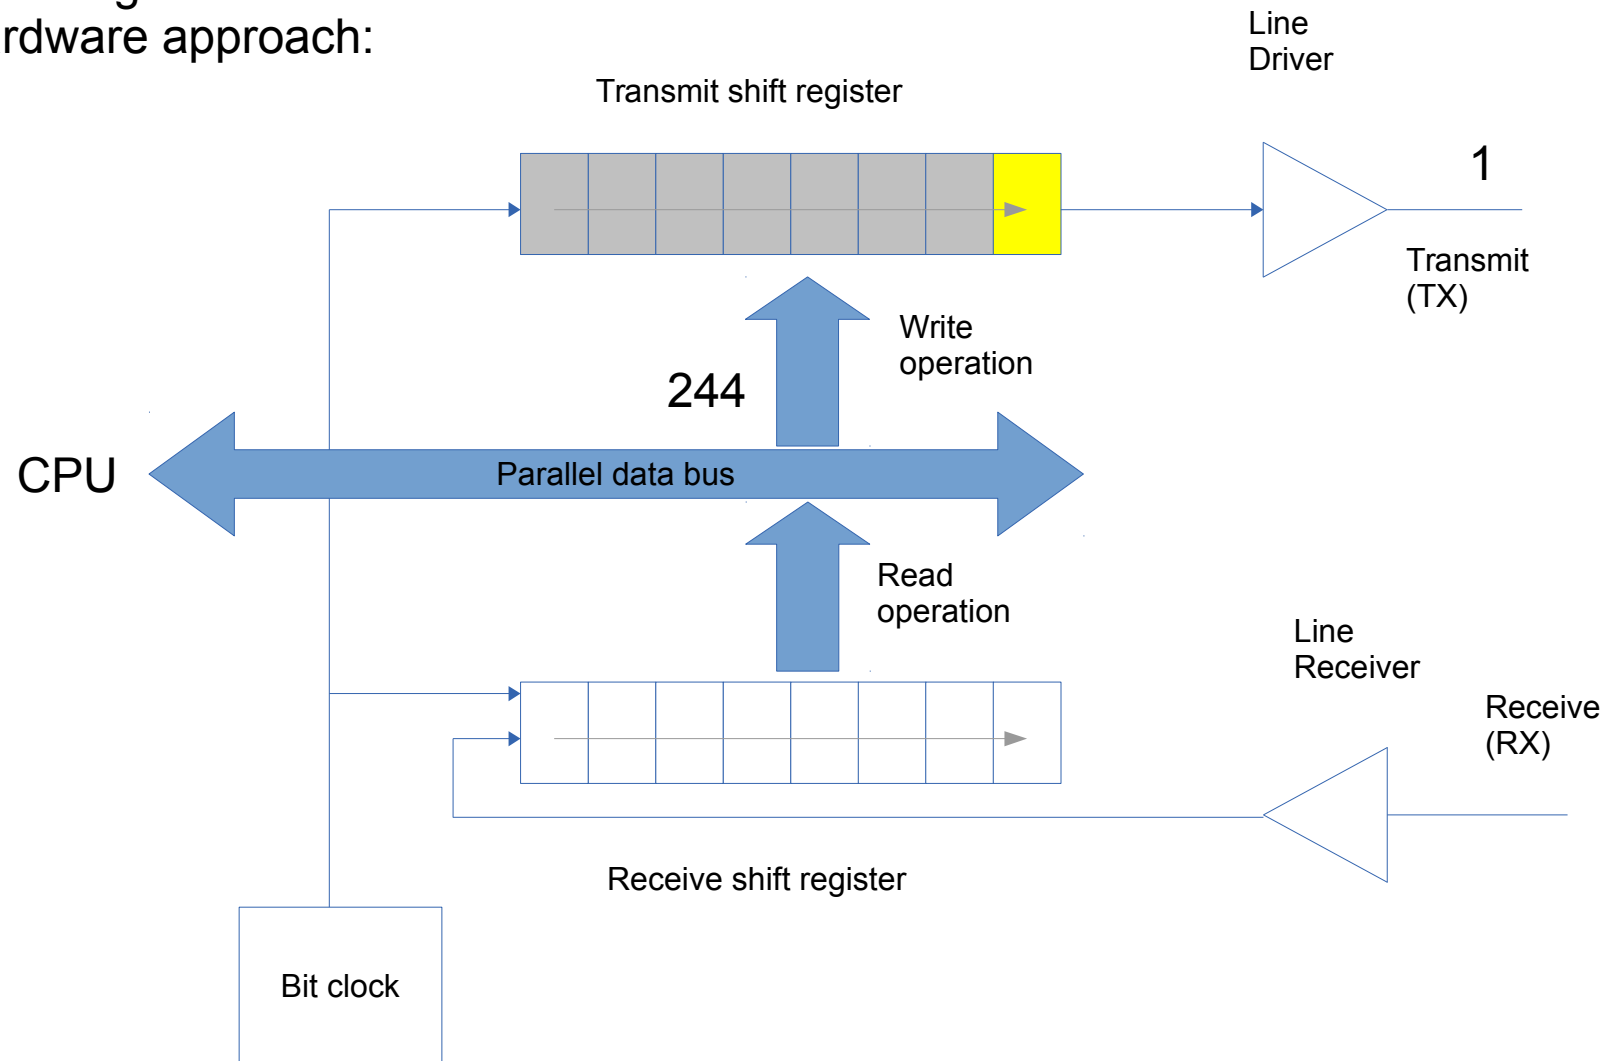 rdware approach:
Line
Driver
Transmit shift register
1
Transmit
(TX)
Write
operation
244
CPU
Parallel data bus
Read
operation
Line
Receiver
Receive
(RX)
Receive shift register
Bit clock